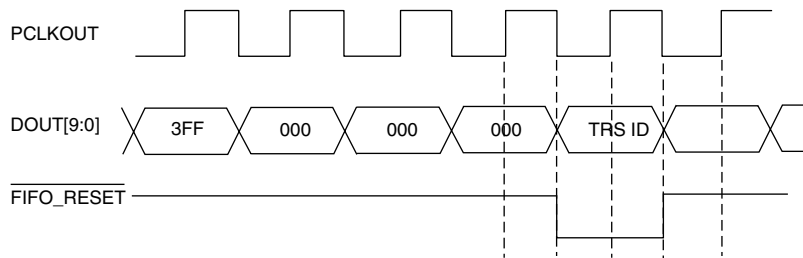 PCLKOUT
DOUT[9:0] 3FF 000 000 000 TRS ID
FIFO_RESET